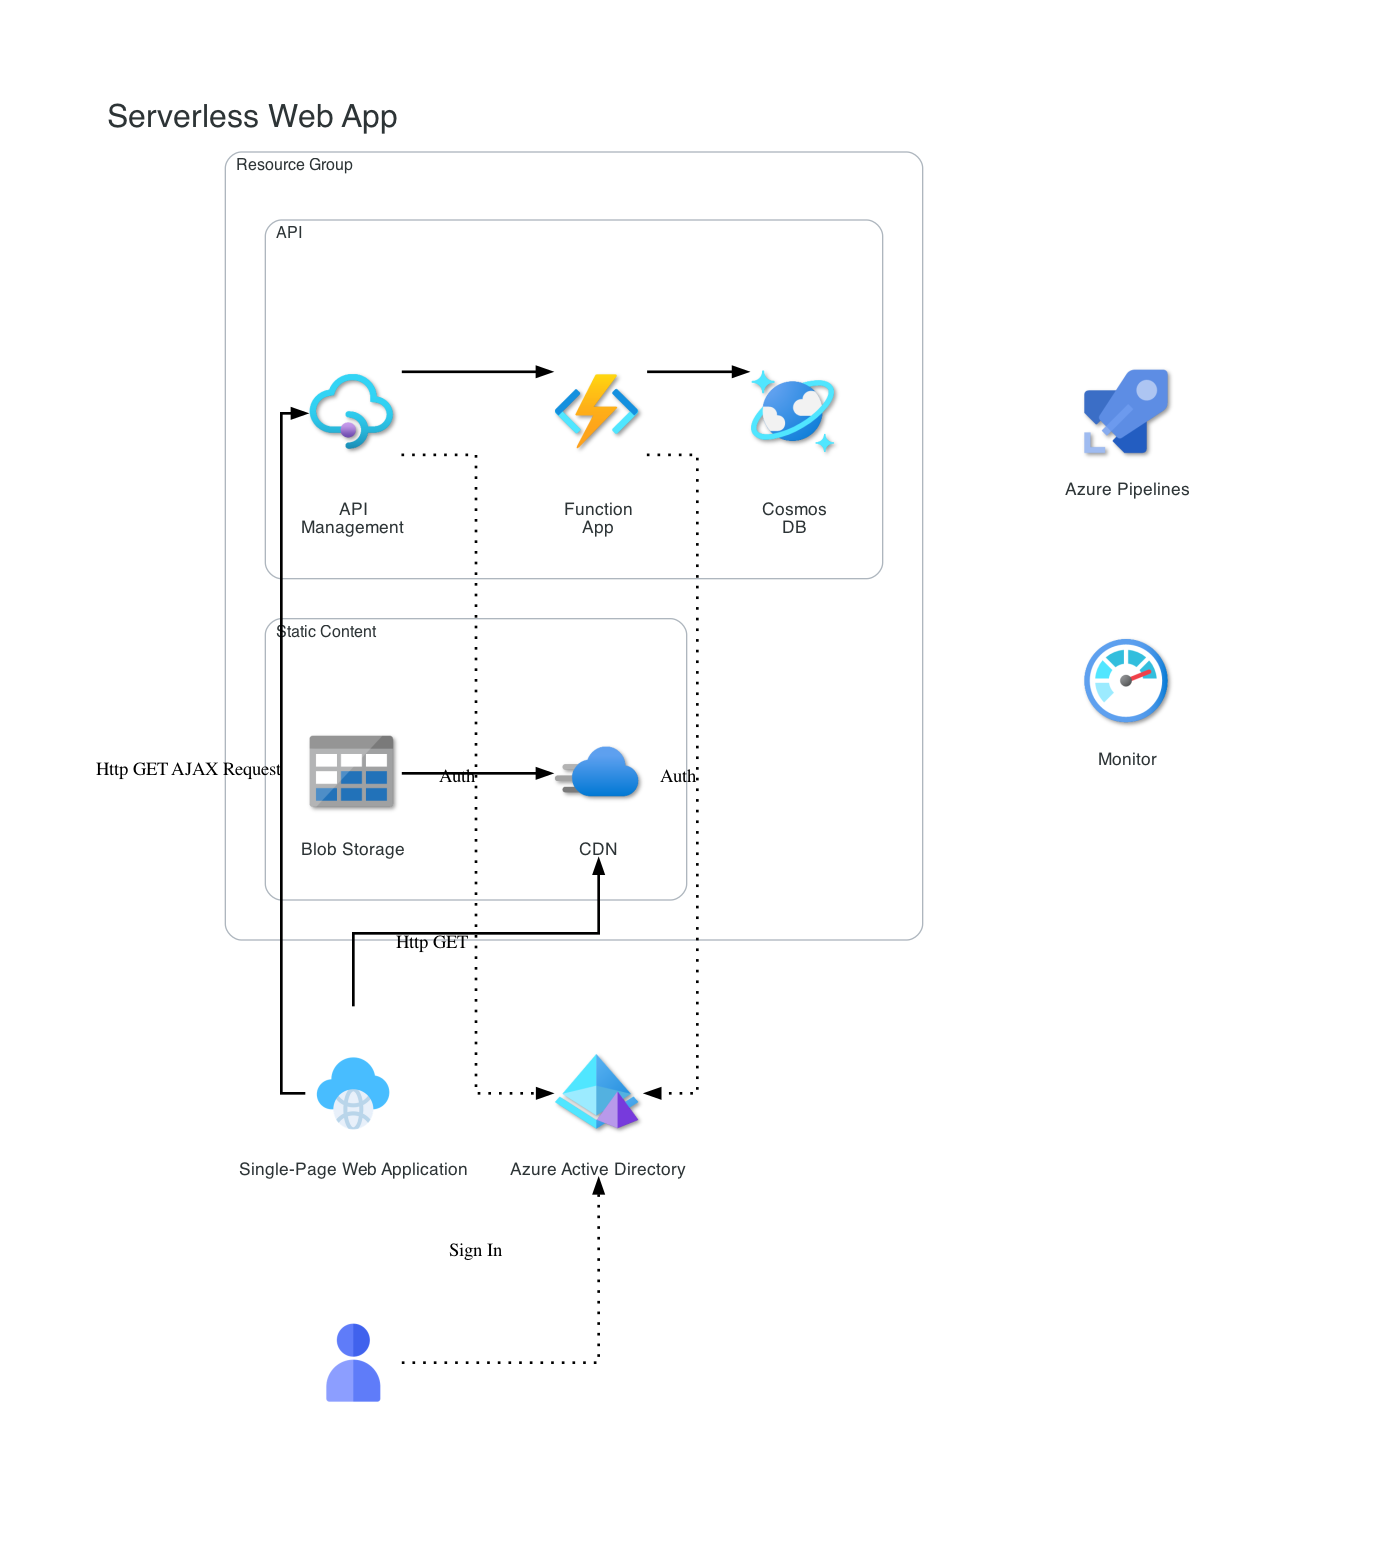 Serverless Web App
Resource Group
API
API
Management
Function
App
Cosmos
DB
Azure Pipelines
Static Content
Monitor
Http GET AJAX Request
Auth
Auth
Blob Storage
CDN
Http GET
Single-Page Web Application
Azure Active Directory
Sign In